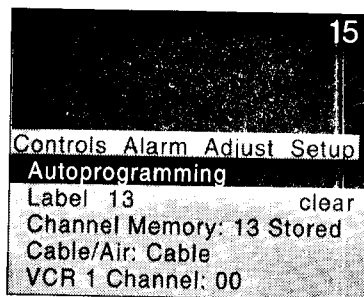 15
Controls Alarm Adjust Setup
Autoprogramming
Label 13 clear
Channel Memory: 13 Stored
Cable/Air: Cable
VCR 1 Channel: 00